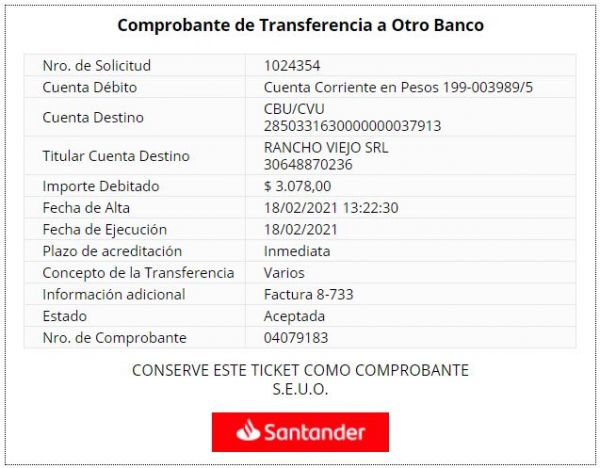 Comprobante de Transferencia a Otro Banco
Nro. de Solicitud 1024354
Cuenta Débito Cuenta Corriente en Pesos 199-003989/5
Cuenta Destino CBU/CVU
2850331630000000037913
Titular Cuenta Destino RANCHO VIEJO SRL
30648870236
Importe Debitado $ 3.078,00
Fecha de Alta 18/02/2021 13:22:30
Fecha de Ejecución 18/02/2021
Plazo de acreditación Inmediata
Concepto de la Transferencia Varios
Información adicional Factura 8-733
Estado Aceptada
Nro. de Comprobante 04079183
CONSERVE ESTE TICKET COMO COMPROBANTE
S.E.U.O.
Santander